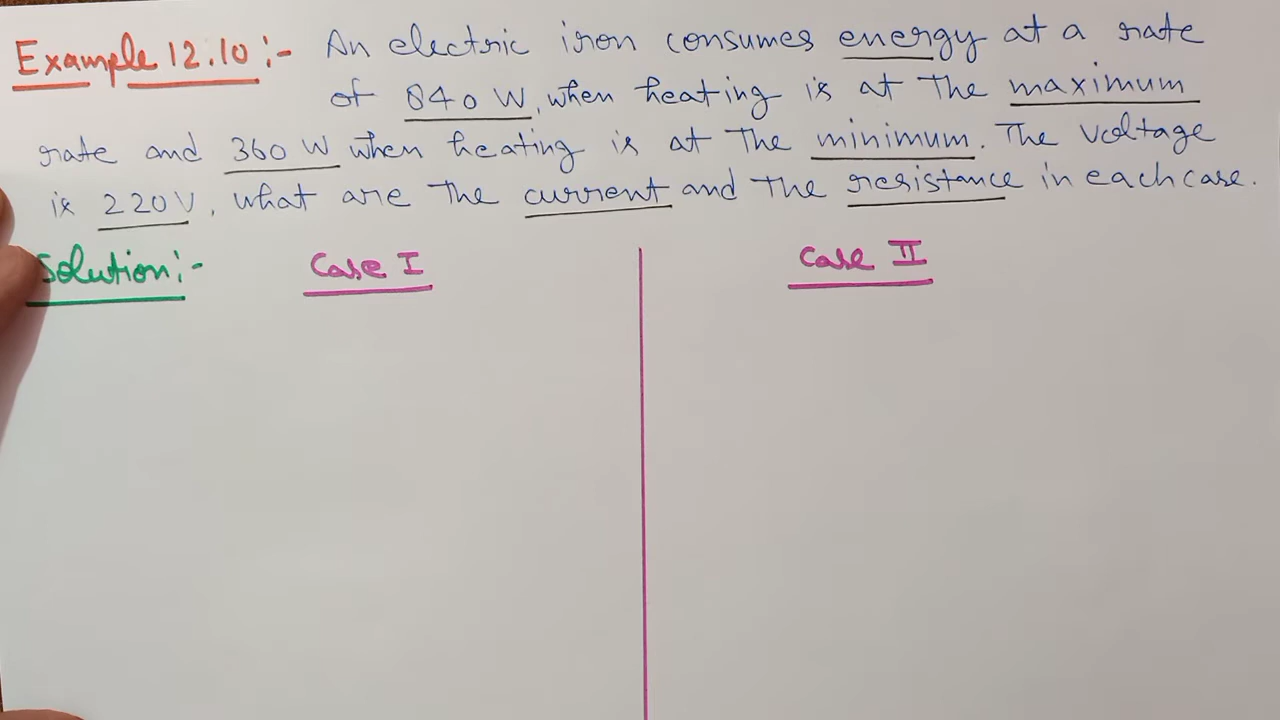 Example 12.10 :- An electric iron consumes energy at a rate
of 840 W, when heating is at the maximum
rate and 360 W when heating is at the minimum. The voltage
is 220V, what are the current and the resistance in each case.
Solution :- Case I Case II